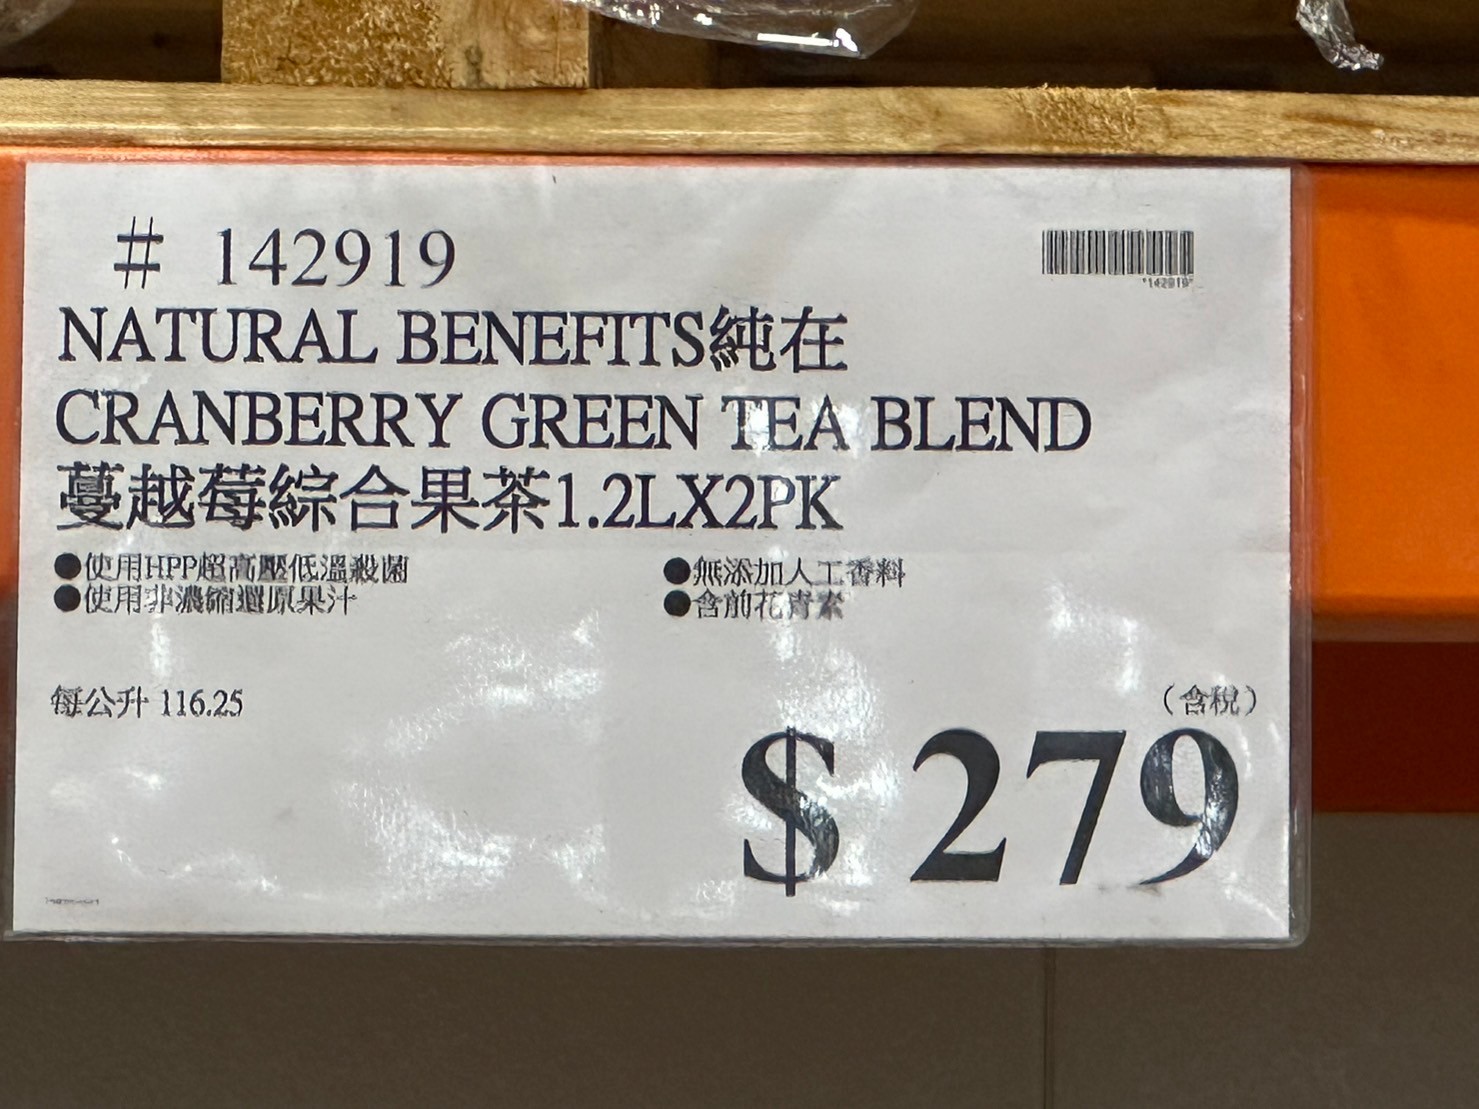 # 142919
*142919*
NATURAL BENEFITS純在
CRANBERRY GREEN TEA BLEND
蔓越莓綜合果茶1.2LX2PK
●使用HPP超高壓低溫殺菌
●無添加人工香料
●使用非濃縮還原果汁
●含前花青素
每公升 116.25
(含稅)
$ 279